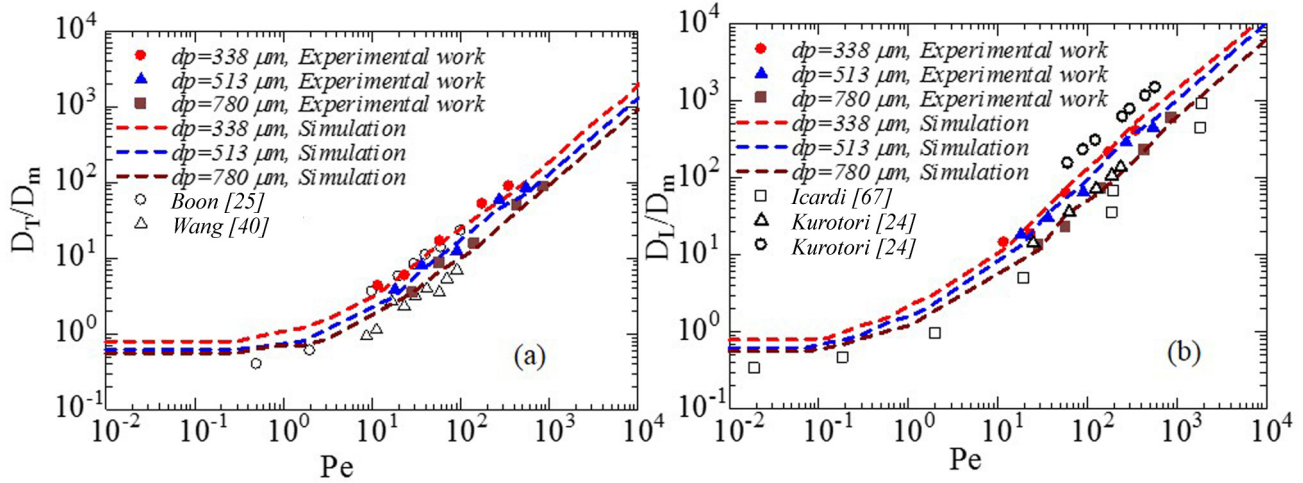 10^4
10^3
10^2
10^1
10^0
10^-1
D_T/D_m
dp=338 μm, Experimental work
dp=513 μm, Experimental work
dp=780 μm, Experimental work
dp=338 μm, Simulation
dp=513 μm, Simulation
dp=780 μm, Simulation
Boon [25]
Wang [40]
(a)
10^-2 10^-1 10^0 10^1 10^2 10^3 10^4
Pe
10^4
10^3
10^2
10^1
10^0
10^-1
D_L/D_m
dp=338 μm, Experimental work
dp=513 μm, Experimental work
dp=780 μm, Experimental work
dp=338 μm, Simulation
dp=513 μm, Simulation
dp=780 μm, Simulation
Icardi [67]
Kurotori [24]
Kurotori [24]
(b)
10^-2 10^-1 10^0 10^1 10^2 10^3 10^4
Pe